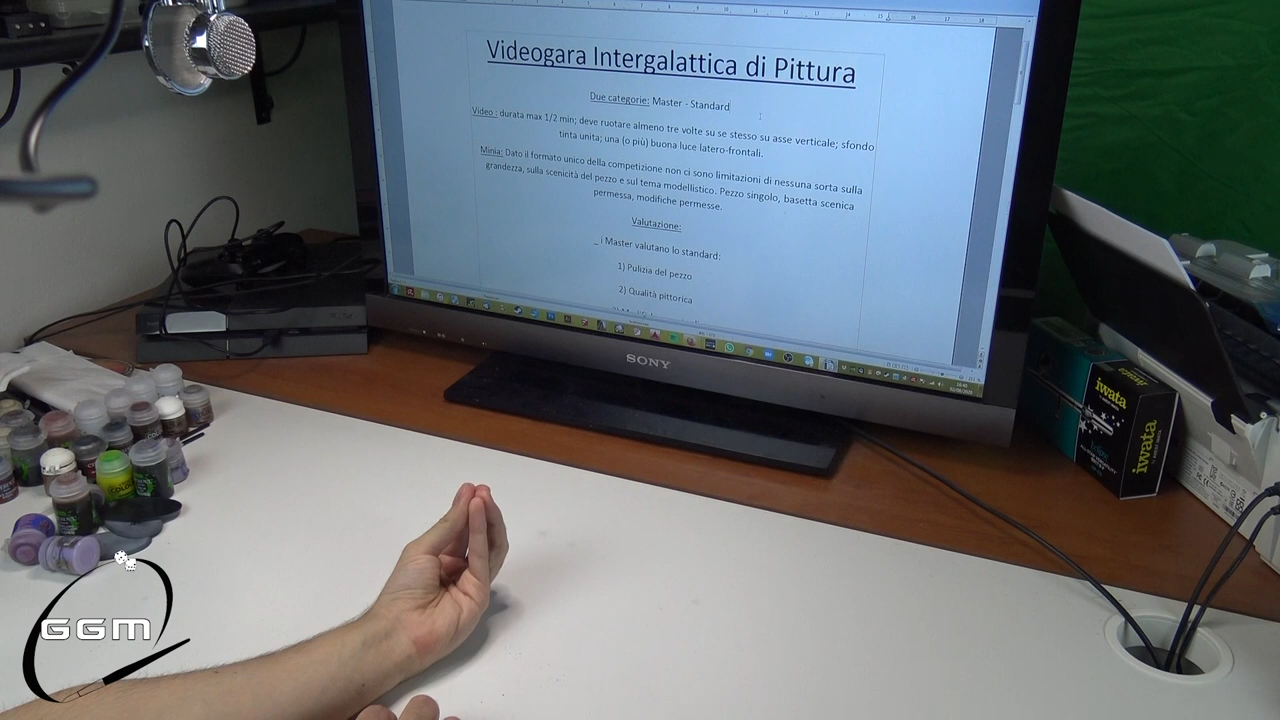 Videogara Intergalattica di Pittura
Due categorie: Master - Standard
Video : durata max 1/2 min; deve ruotare almeno tre volte su se stesso su asse verticale; sfondo
tinta unita; una (o più) buona luce latero-frontali.
Minia: Dato il formato unico della competizione non ci sono limitazioni di nessuna sorta sulla
grandezza, sulla scenicità del pezzo e sul tema modellistico. Pezzo singolo, basetta scenica
permessa, modifiche permesse.
Valutazione:
_ i Master valutano lo standard:
1) Pulizia del pezzo
2) Qualità pittorica
SONY
iwata
iwata
GGM